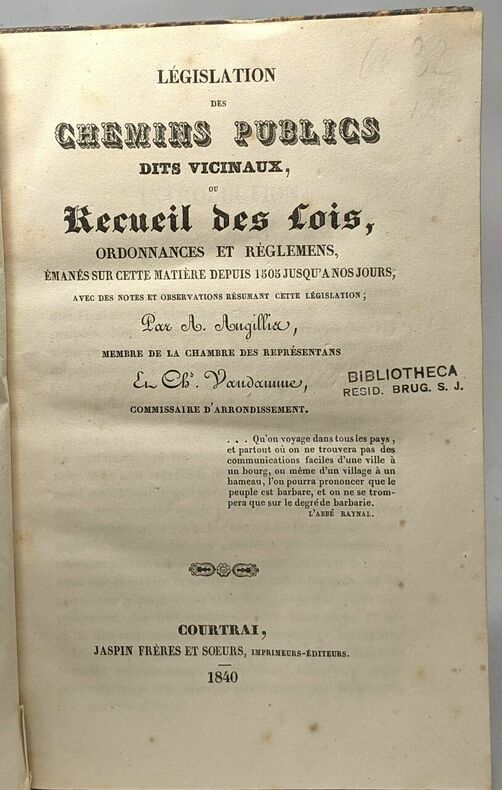 LÉGISLATION
DES
CHEMINS PUBLICS
DITS VICINAUX,
OU
Recueil des Lois,
ORDONNANCES ET RÈGLEMENS,
ÉMANÉS SUR CETTE MATIÈRE DEPUIS 1505 JUSQU'A NOS JOURS,
AVEC DES NOTES ET OBSERVATIONS RÉSUMANT CETTE LÉGISLATION ;
Par A. Angillis,
MEMBRE DE LA CHAMBRE DES REPRÉSENTANS
Et Chs. Vandamme,
COMMISSAIRE D'ARRONDISSEMENT.
BIBLIOTHECA
RESID. BRUG. S. J.
. . . Qu'on voyage dans tous les pays ,
et partout où on ne trouvera pas des
communications faciles d'une ville à
un bourg, ou même d'un village à un
hameau, l'on pourra prononcer que le
peuple est barbare, et on ne se trom-
pera que sur le degré de barbarie.
L'ABBÉ RAYNAL.
COURTRAI,
JASPIN FRÈRES ET SOEURS, IMPRIMEURS-ÉDITEURS.
1840